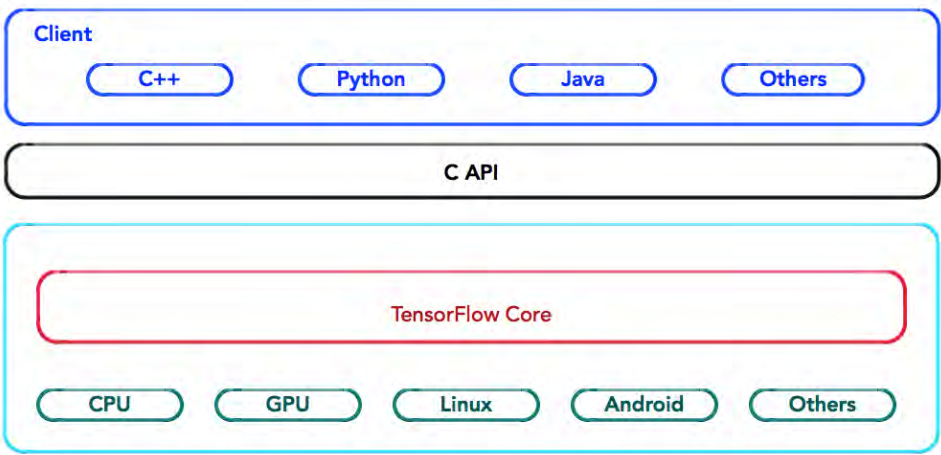 Client
C++ Python Java Others
C API
TensorFlow Core
CPU GPU Linux Android Others